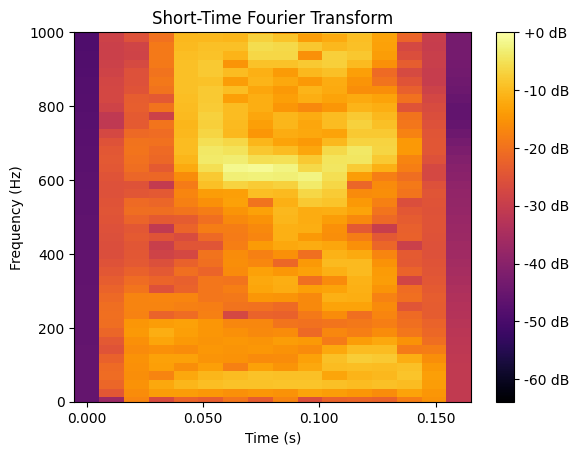 Short-Time Fourier Transform
1000
800
600
400
200
0
Frequency (Hz)
0.000
0.050
0.100
0.150
Time (s)
+0 dB
-10 dB
-20 dB
-30 dB
-40 dB
-50 dB
-60 dB